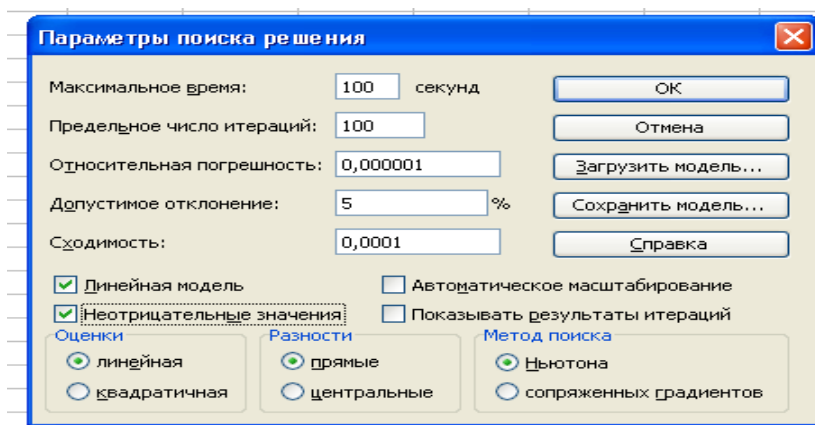 Параметры поиска решения
Максимальное время: 100 секунд OK
Предельное число итераций: 100 Отмена
Относительная погрешность: 0,000001 Загрузить модель...
Допустимое отклонение: 5 % Сохранить модель...
Сходимость: 0,0001 Справка
Линейная модель Автоматическое масштабирование
Неотрицательные значения Показывать результаты итераций
Оценки Разности Метод поиска
линейная прямые Ньютона
квадратичная центральные сопряженных градиентов